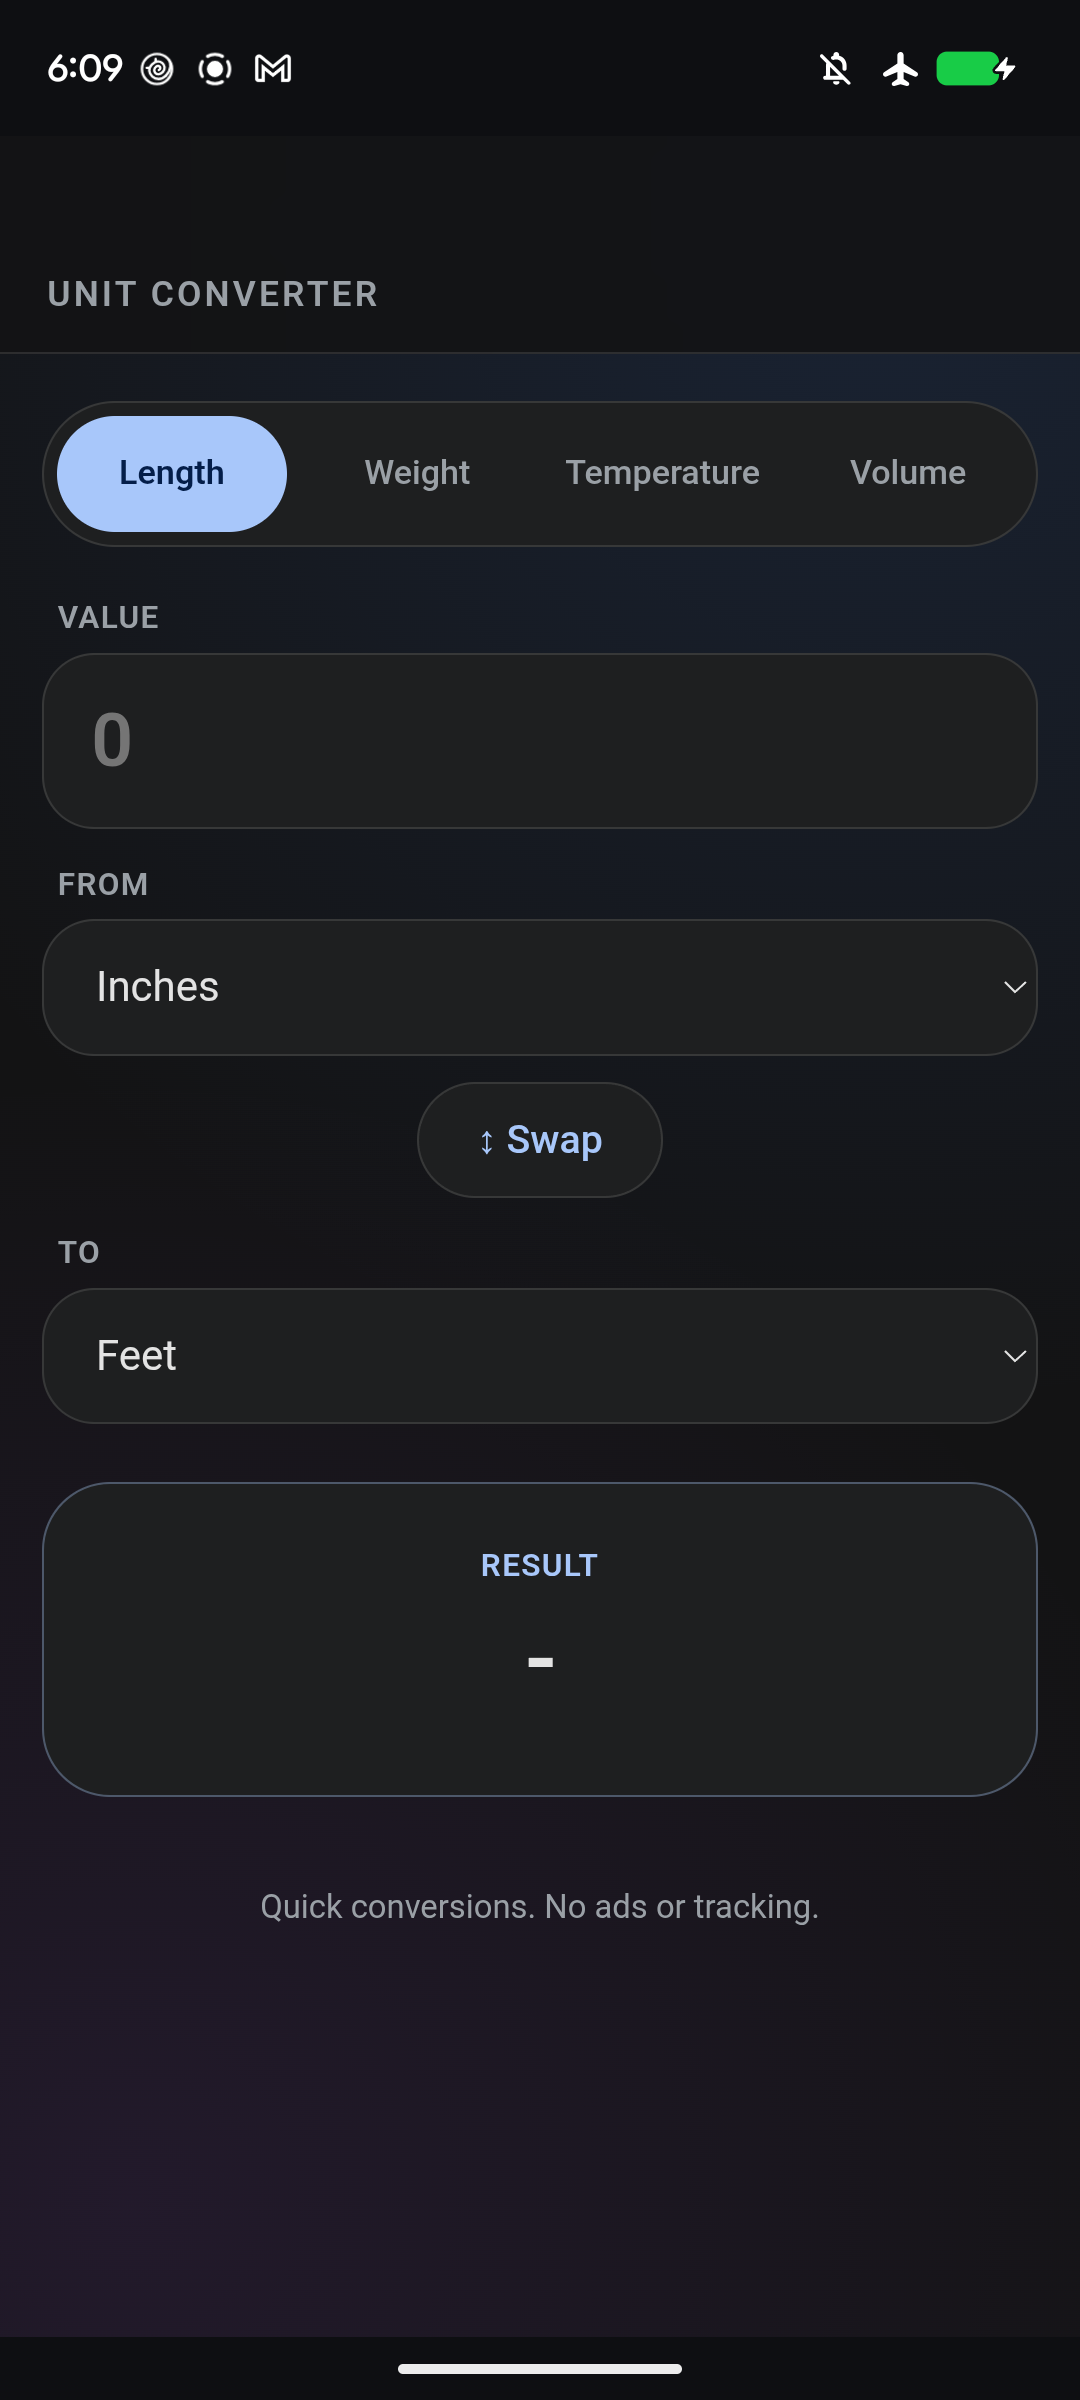 6:09
UNIT CONVERTER
Length Weight Temperature Volume
VALUE
0
FROM
Inches
↕ Swap
TO
Feet
RESULT
-
Quick conversions. No ads or tracking.